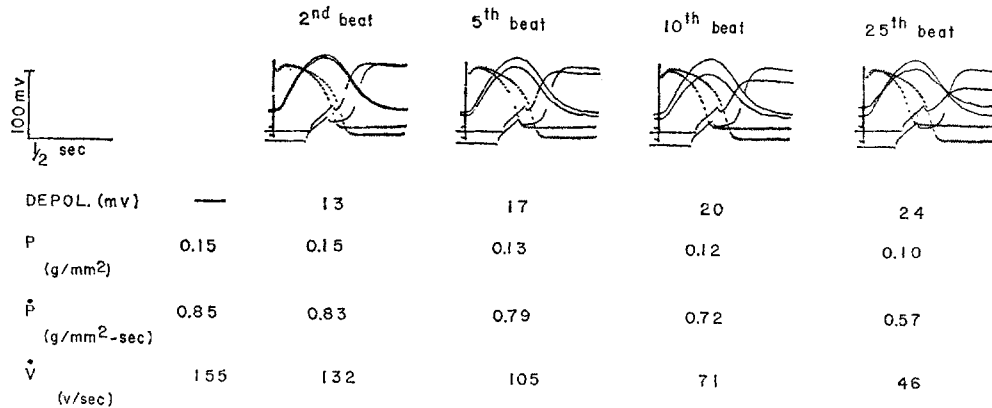 2nd beat 5th beat 10th beat 25th beat
100 mv
1/2 sec
DEPOL. (mv) — 13 17 20 24
P 0.15 0.15 0.13 0.12 0.10
(g/mm2)
Ṗ 0.85 0.83 0.79 0.72 0.57
(g/mm2-sec)
V̇ 155 132 105 71 46
(v/sec)